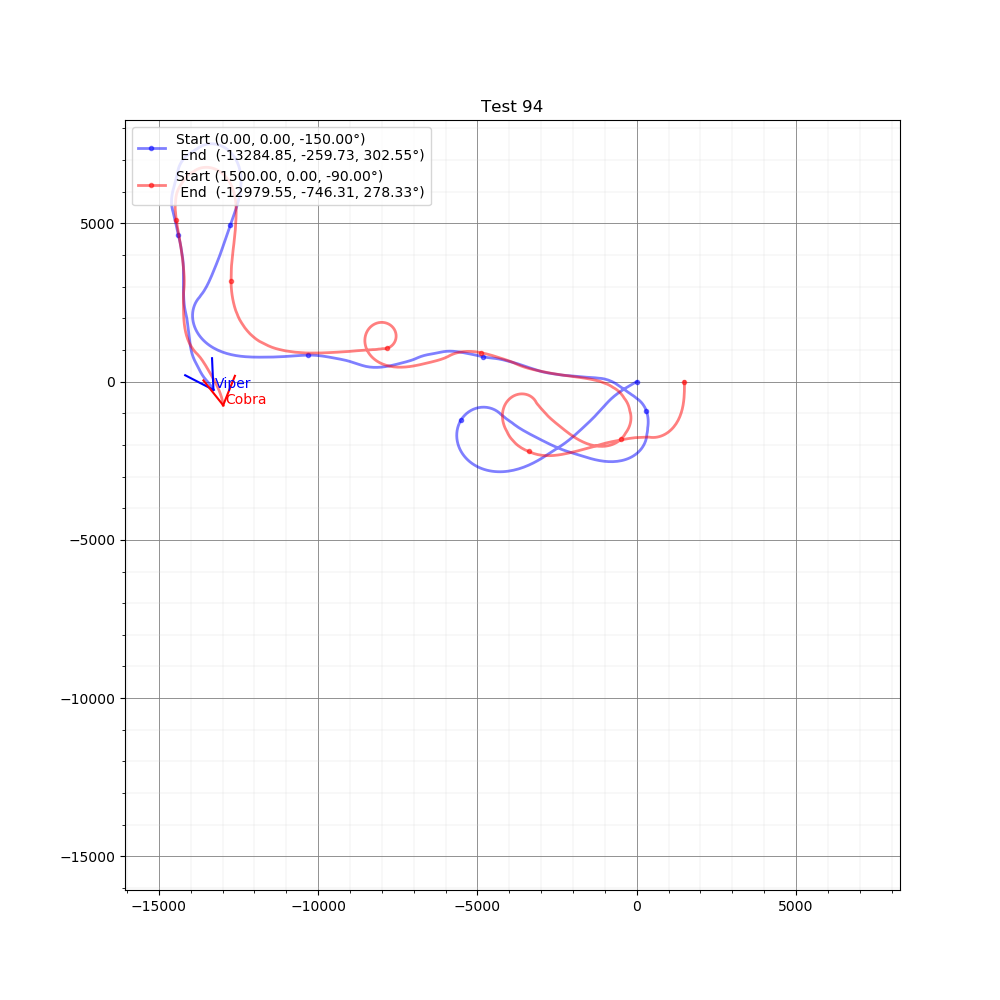 Test 94
Start (0.00, 0.00, -150.00°)
End (-13284.85, -259.73, 302.55°)
Start (1500.00, 0.00, -90.00°)
End (-12979.55, -746.31, 278.33°)
5000
0
−5000
−10000
−15000
Viper
Cobra
−15000
−10000
−5000
0
5000